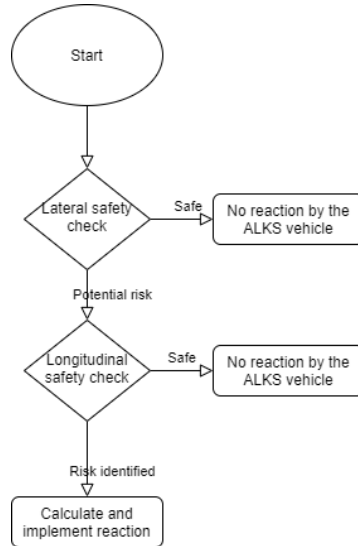 Start
Lateral safety
check
Safe
No reaction by the
ALKS vehicle
Potential risk
Longitudinal
safety check
Safe
No reaction by the
ALKS vehicle
Risk identified
Calculate and
implement reaction